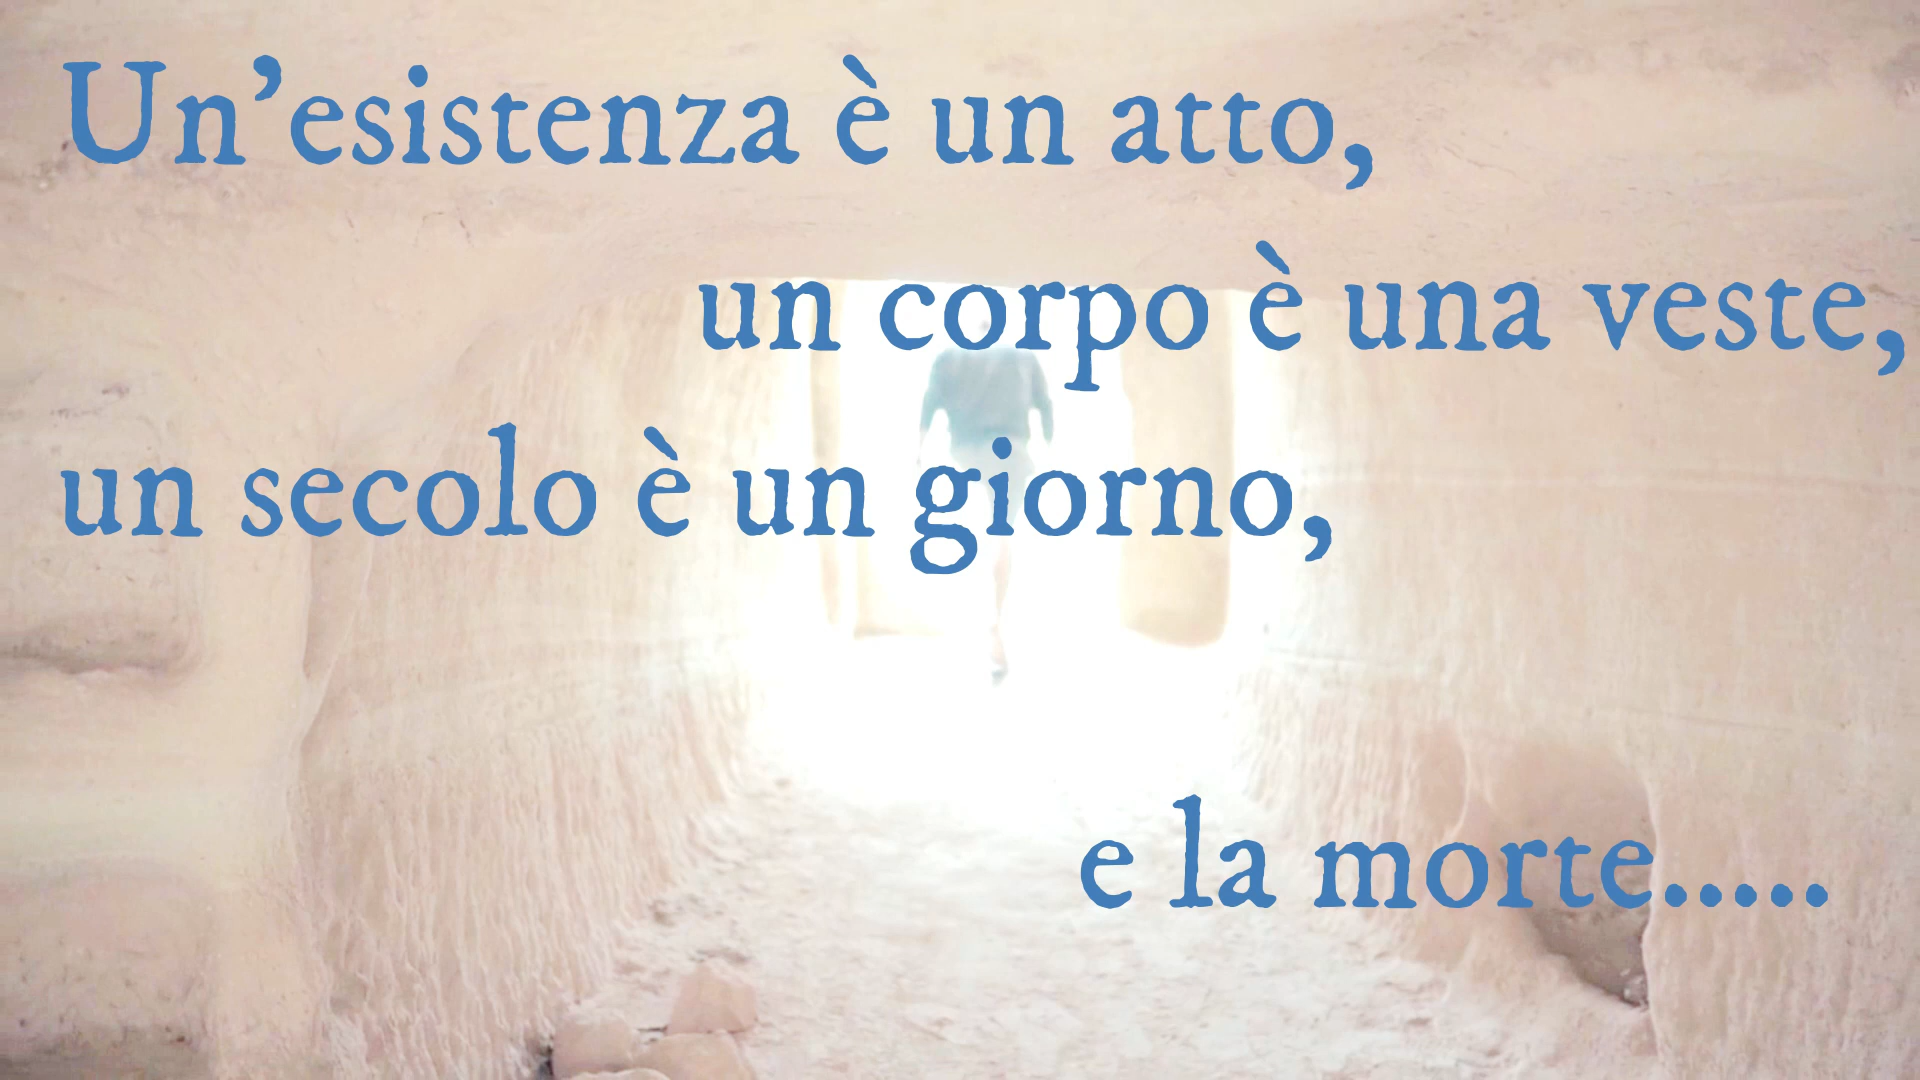 Un’esistenza è un atto,
un corpo è una veste,
un secolo è un giorno,
e la morte.....